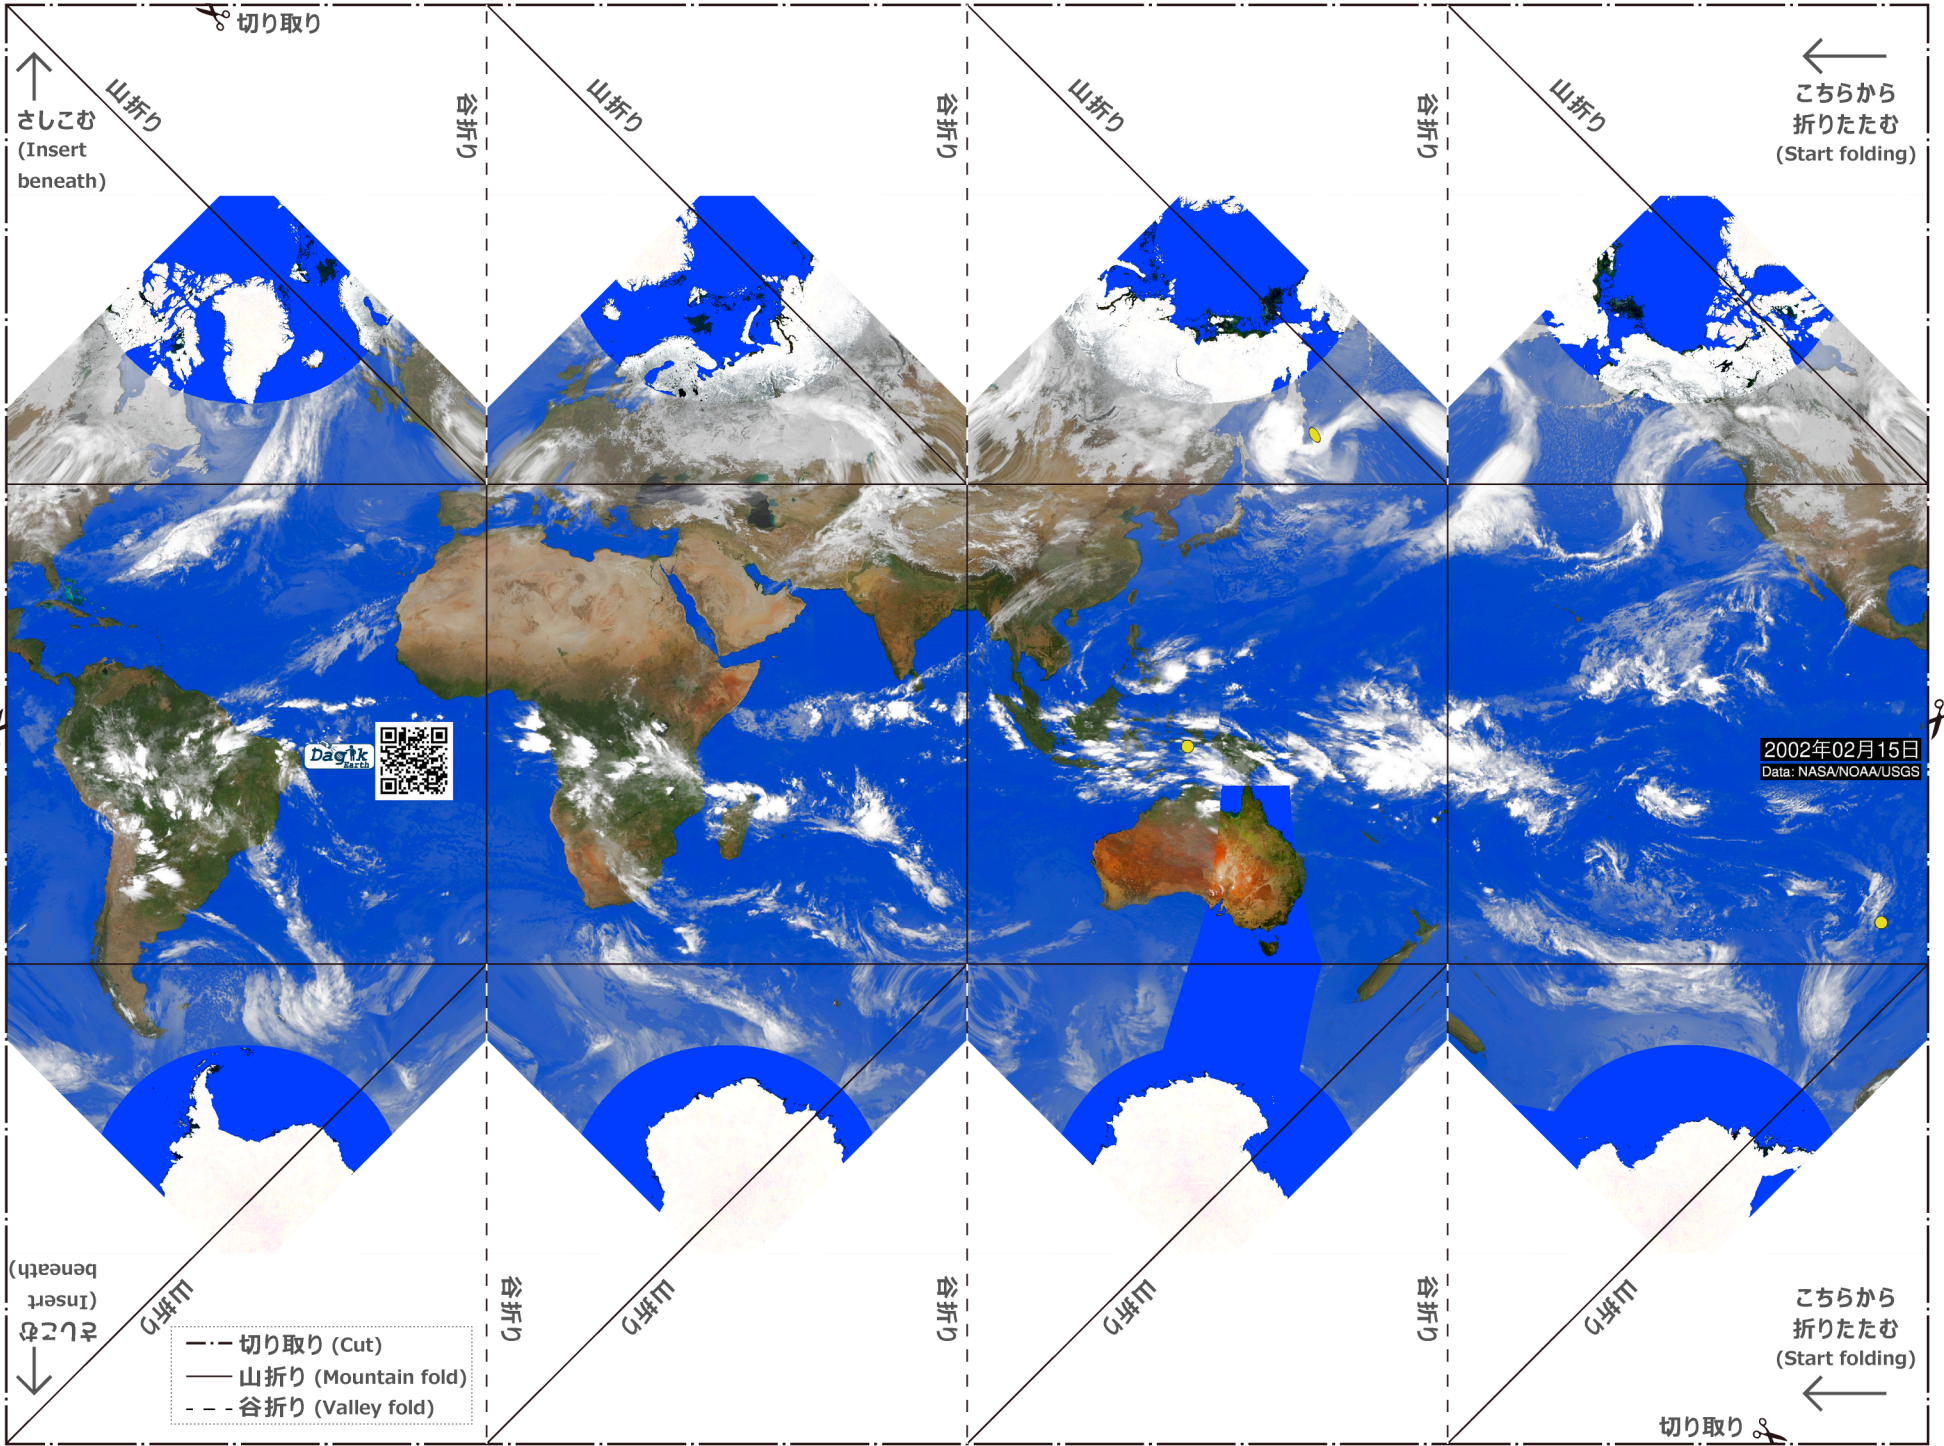 切り取り
山折り
谷折り
山折り
谷折り
山折り
谷折り
山折り
さしこむ
(Insert
beneath)
こちらから
折りたたむ
(Start folding)
Dagik
Earth
2002年02月15日
Data: NASA/NOAA/USGS
さしこむ
(Insert
beneath)
山折り
谷折り
山折り
谷折り
山折り
谷折り
山折り
こちらから
折りたたむ
(Start folding)
切り取り (Cut)
山折り (Mountain fold)
谷折り (Valley fold)
切り取り